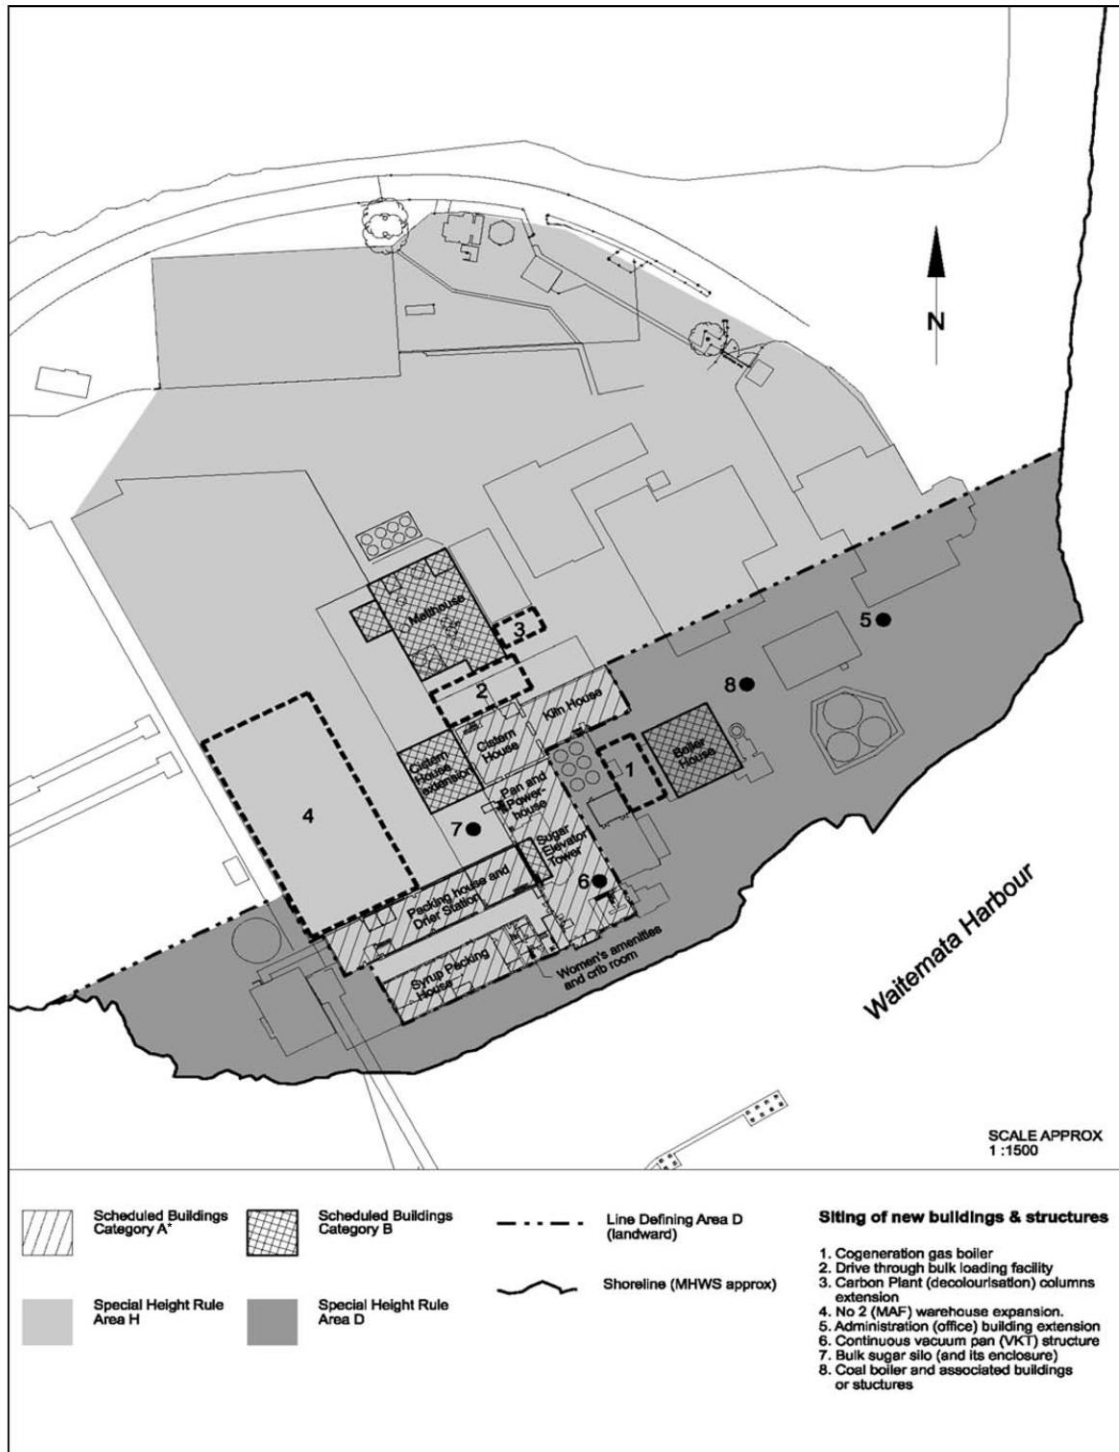 N
Melthouse
3
2
Kiln House
Cistern
House
Cistern
House
extension
1
Boiler
House
5
8
4
7
Pan and
Power-
house
Sugar
Elevator
Tower
6
Packing house and
Drier Station
Syrup Packing
House
Women's amenities
and crib room
Waitemata Harbour
SCALE APPROX
1 :1500
Scheduled Buildings
Category A*
Scheduled Buildings
Category B
Special Height Rule
Area H
Special Height Rule
Area D
Line Defining Area D
(landward)
Shoreline (MHWS approx)
Siting of new buildings & structures
1. Cogeneration gas boiler
2. Drive through bulk loading facility
3. Carbon Plant (decolourisation) columns
extension
4. No 2 (MAF) warehouse expansion.
5. Administration (office) building extension
6. Continuous vacuum pan (VKT) structure
7. Bulk sugar silo (and its enclosure)
8. Coal boiler and associated buildings
or stuctures